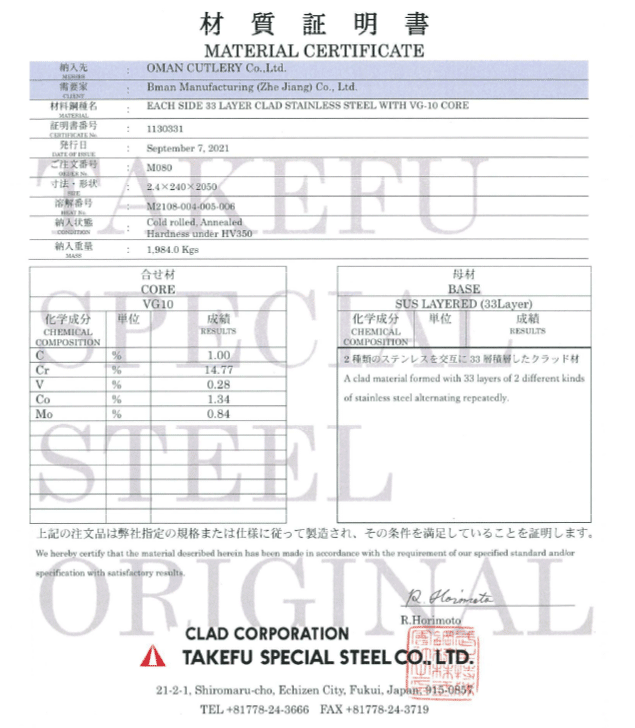 材質証明書
MATERIAL CERTIFICATE
納入先 : OMAN CUTLERY Co.,Ltd.
需要家 : Bman Manufacturing (Zhe Jiang) Co., Ltd.
CLIENT
材料鋼種名 : EACH SIDE 33 LAYER CLAD STAINLESS STEEL WITH VG-10 CORE
MATERIAL
証明書番号 : 1130331
CERTIFICATE No.
発行日 : September 7, 2021
DATE OF ISSUE
ご注文番号 : M080
ORDER No.
寸法・形状 : 2.4×240×2050
SIZE
溶解番号 : M2108-004-005-006
HEAT No.
納入状態 : Cold rolled, Annealed
CONDITION Hardness under HV350
納入重量 : 1,984.0 Kgs
MASS
合せ材
CORE
VG10
化学成分 単位 成績
CHEMICAL COMPOSITION RESULTS
C % 1.00
Cr % 14.77
V % 0.28
Co % 1.34
Mo % 0.84
母材
BASE
SUS LAYERED (33Layer)
化学成分 単位 成績
CHEMICAL COMPOSITION RESULTS
2種類のステンレスを交互に33層積層したクラッド材
A clad material formed with 33 layers of 2 different kinds
of stainless steel alternating repeatedly.
上記の注文品は弊社指定の規格または仕様に従って製造され、その条件を満足していることを証明します。
We hereby certify that the material described herein has been made in accordance with the requirement of our specified standard and/or
specification with satisfactory results.
R. Horimoto
R.Horimoto
CLAD CORPORATION
TAKEFU SPECIAL STEEL CO., LTD.
21-2-1, Shiromaru-cho, Echizen City, Fukui, Japan, 915-0857
TEL +81778-24-3666 FAX +81778-24-3719
TAKEFU
SPECIAL
STEEL
ORIGINAL